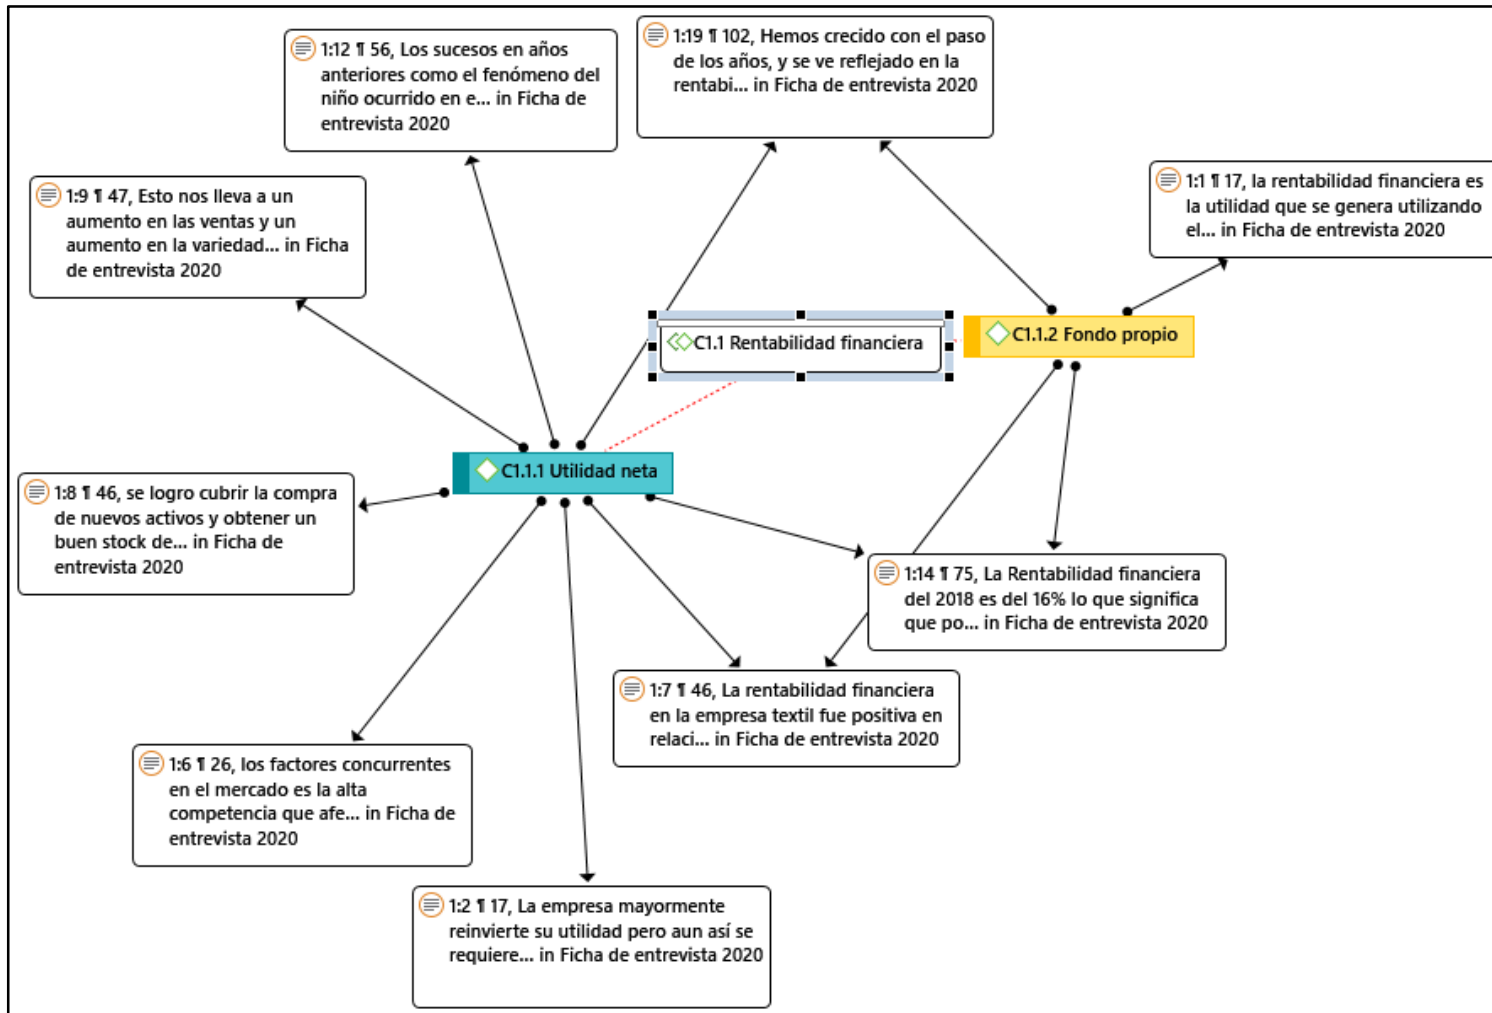 1:12 ¶ 56, Los sucesos en años
anteriores como el fenómeno del
niño ocurrido en e... in Ficha de
entrevista 2020
1:19 ¶ 102, Hemos crecido con el paso
de los años, y se ve reflejado en la
rentabi... in Ficha de entrevista 2020
1:9 ¶ 47, Esto nos lleva a un
aumento en las ventas y un
aumento en la variedad... in Ficha
de entrevista 2020
1:1 ¶ 17, la rentabilidad financiera es
la utilidad que se genera utilizando
el... in Ficha de entrevista 2020
C1.1 Rentabilidad financiera
C1.1.2 Fondo propio
C1.1.1 Utilidad neta
1:8 ¶ 46, se logro cubrir la compra
de nuevos activos y obtener un
buen stock de... in Ficha de
entrevista 2020
1:14 ¶ 75, La Rentabilidad financiera
del 2018 es del 16% lo que significa
que po... in Ficha de entrevista 2020
1:7 ¶ 46, La rentabilidad financiera
en la empresa textil fue positiva en
relaci... in Ficha de entrevista 2020
1:6 ¶ 26, los factores concurrentes
en el mercado es la alta
competencia que afe... in Ficha de
entrevista 2020
1:2 ¶ 17, La empresa mayormente
reinvierte su utilidad pero aun así se
requiere... in Ficha de entrevista 2020